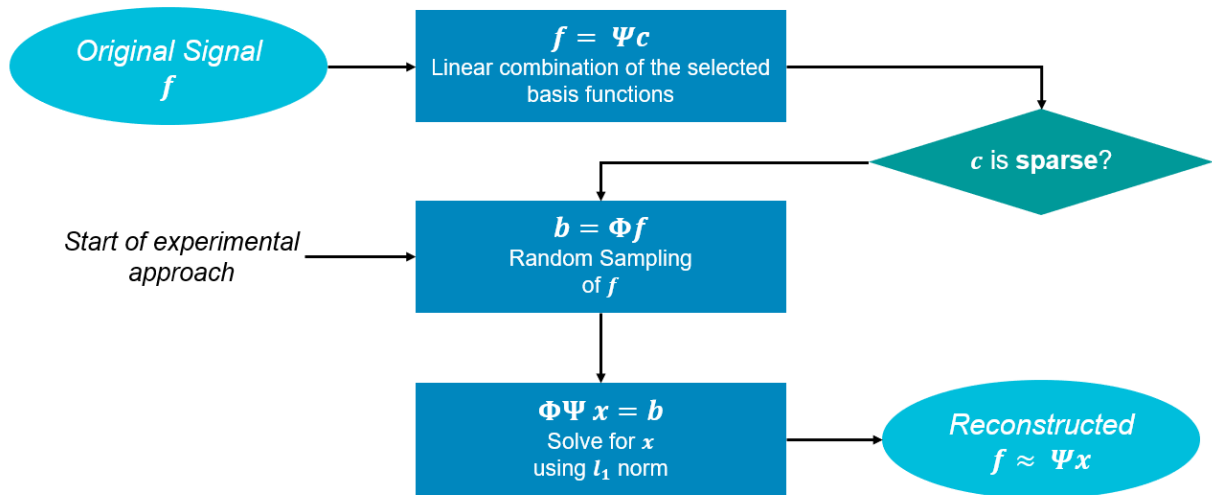 Original Signal
f
f = Ψc
Linear combination of the selected
basis functions
c is sparse?
Start of experimental
approach
b = Φf
Random Sampling
of f
ΦΨ x = b
Solve for x
using l₁ norm
Reconstructed
f ≈ Ψx